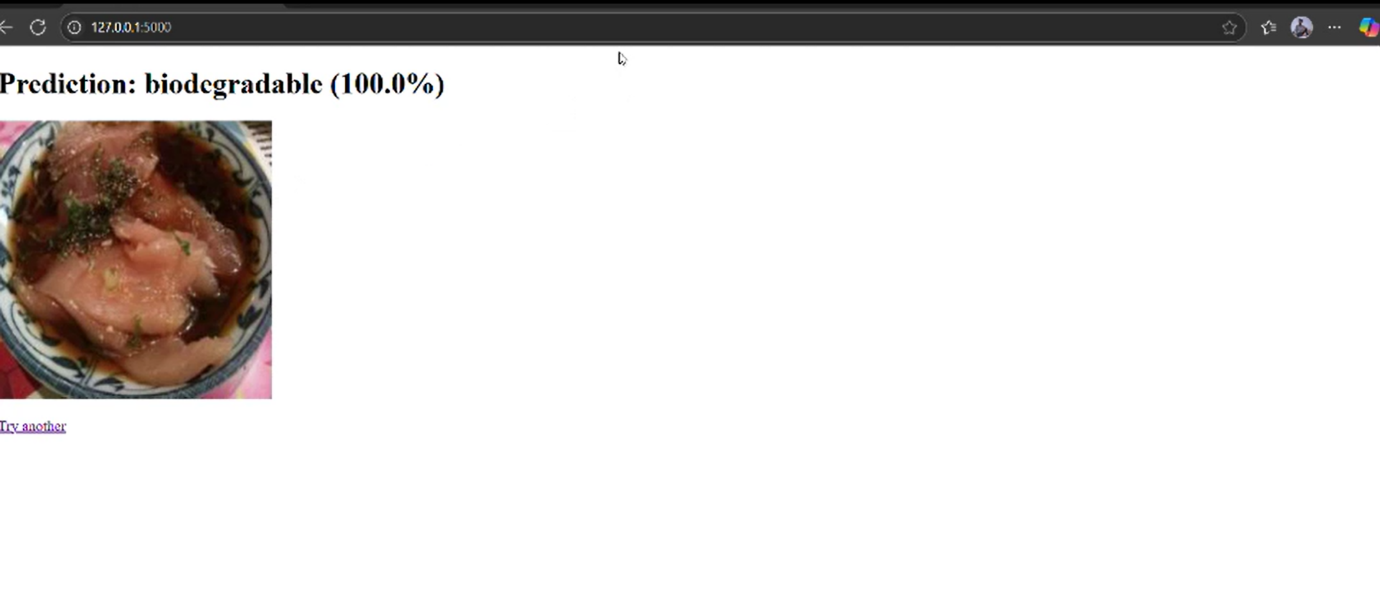 127.0.0.1:5000
Prediction: biodegradable (100.0%)
Try another